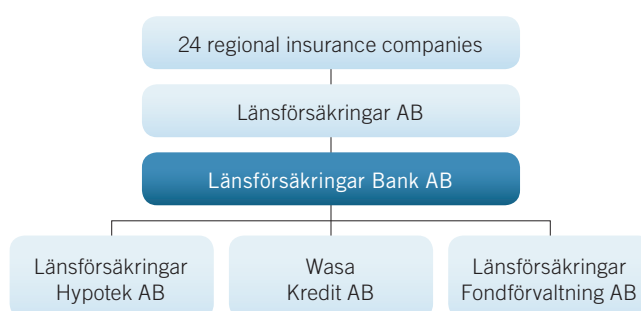 24 regional insurance companies
Länsförsäkringar AB
Länsförsäkringar Bank AB
Länsförsäkringar
Hypotek AB
Wasa
Kredit AB
Länsförsäkringar
Fondförvaltning AB